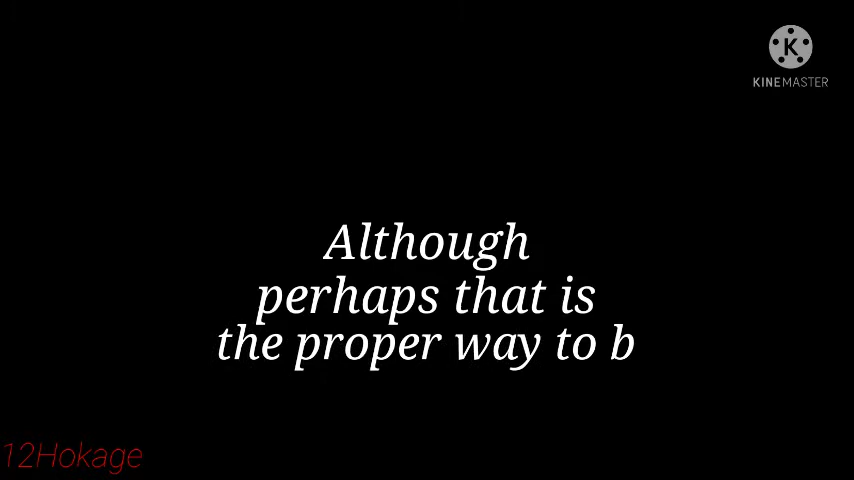 K
KINEMASTER
Although
perhaps that is
the proper way to b
12Hokage